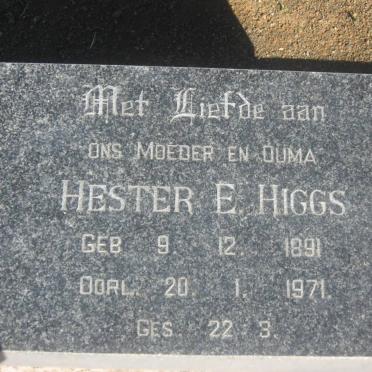 Met Liefde aan
ONS MOEDER EN OUMA
HESTER E. HIGGS
GEB 9. 12. 1891
OORL. 20. 1. 1971.
GES 22 3.